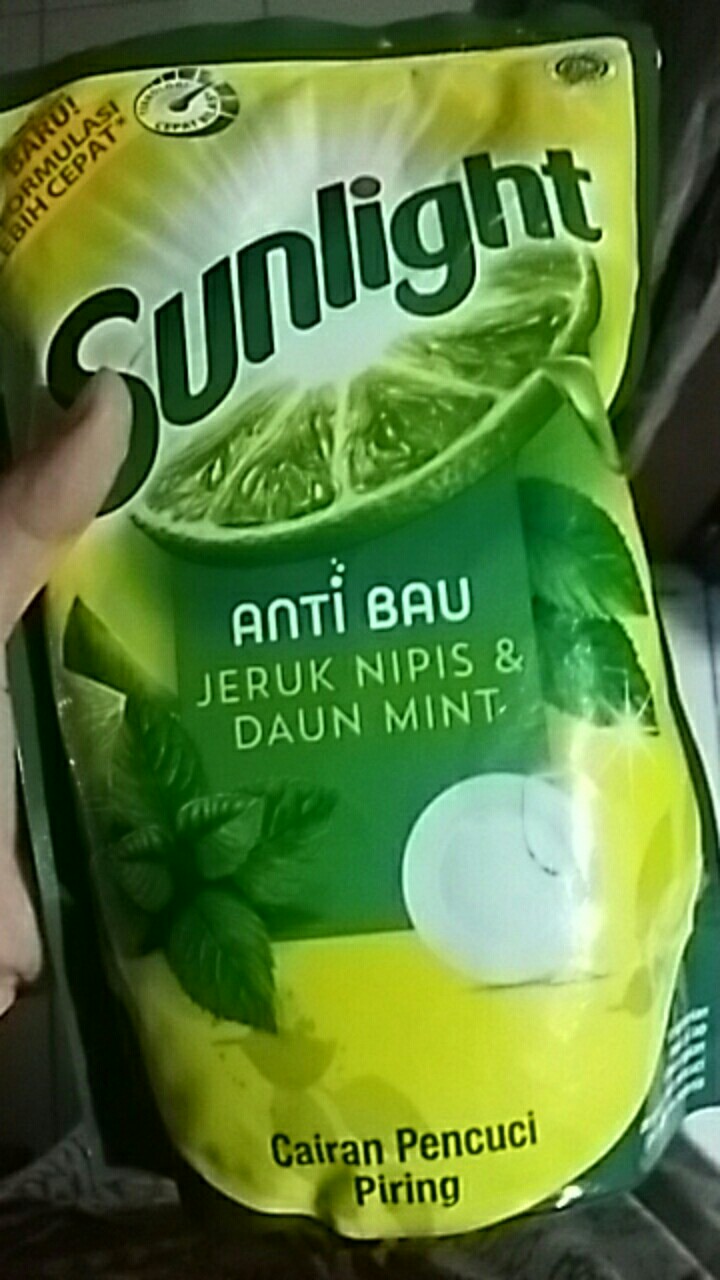 BARU!
FORMULASI
LEBIH CEPAT*
Sunlight
ANTI BAU
JERUK NIPIS &
DAUN MINT
Cairan Pencuci
Piring